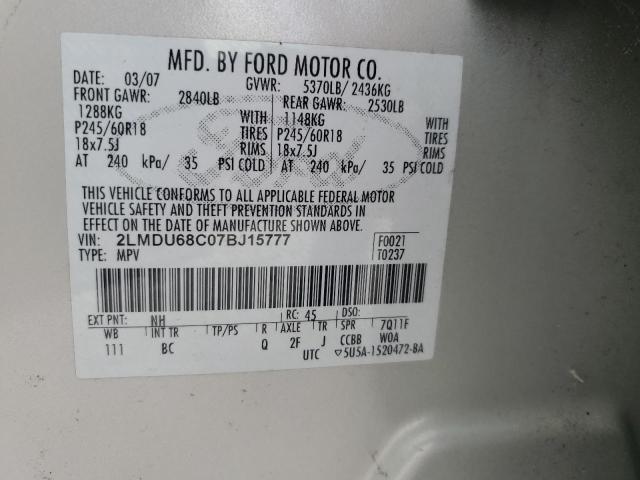 MFD. BY FORD MOTOR CO.
DATE: 03/07 GVWR: 5370LB/ 2436KG
FRONT GAWR: 2840LB REAR GAWR: 2530LB
1288KG WITH 1148KG WITH
P245/60R18 TIRES P245/60R18 TIRES
18x7.5J RIMS 18x7.5J RIMS
AT 240 kPa/ 35 PSI COLD AT 240 kPa/ 35 PSI COLD
THIS VEHICLE CONFORMS TO ALL APPLICABLE FEDERAL MOTOR
VEHICLE SAFETY AND THEFT PREVENTION STANDARDS IN
EFFECT ON THE DATE OF MANUFACTURE SHOWN ABOVE.
VIN: 2LMDU68C07BJ15777 F0021
TYPE: MPV T0237
EXT PNT: NH RC: 45 DSO:
WB INT TR TP/PS R AXLE TR SPR 7Q11F
111 BC Q 2F J CCBB W0A
UTC ▽5U5A-1520472-BA